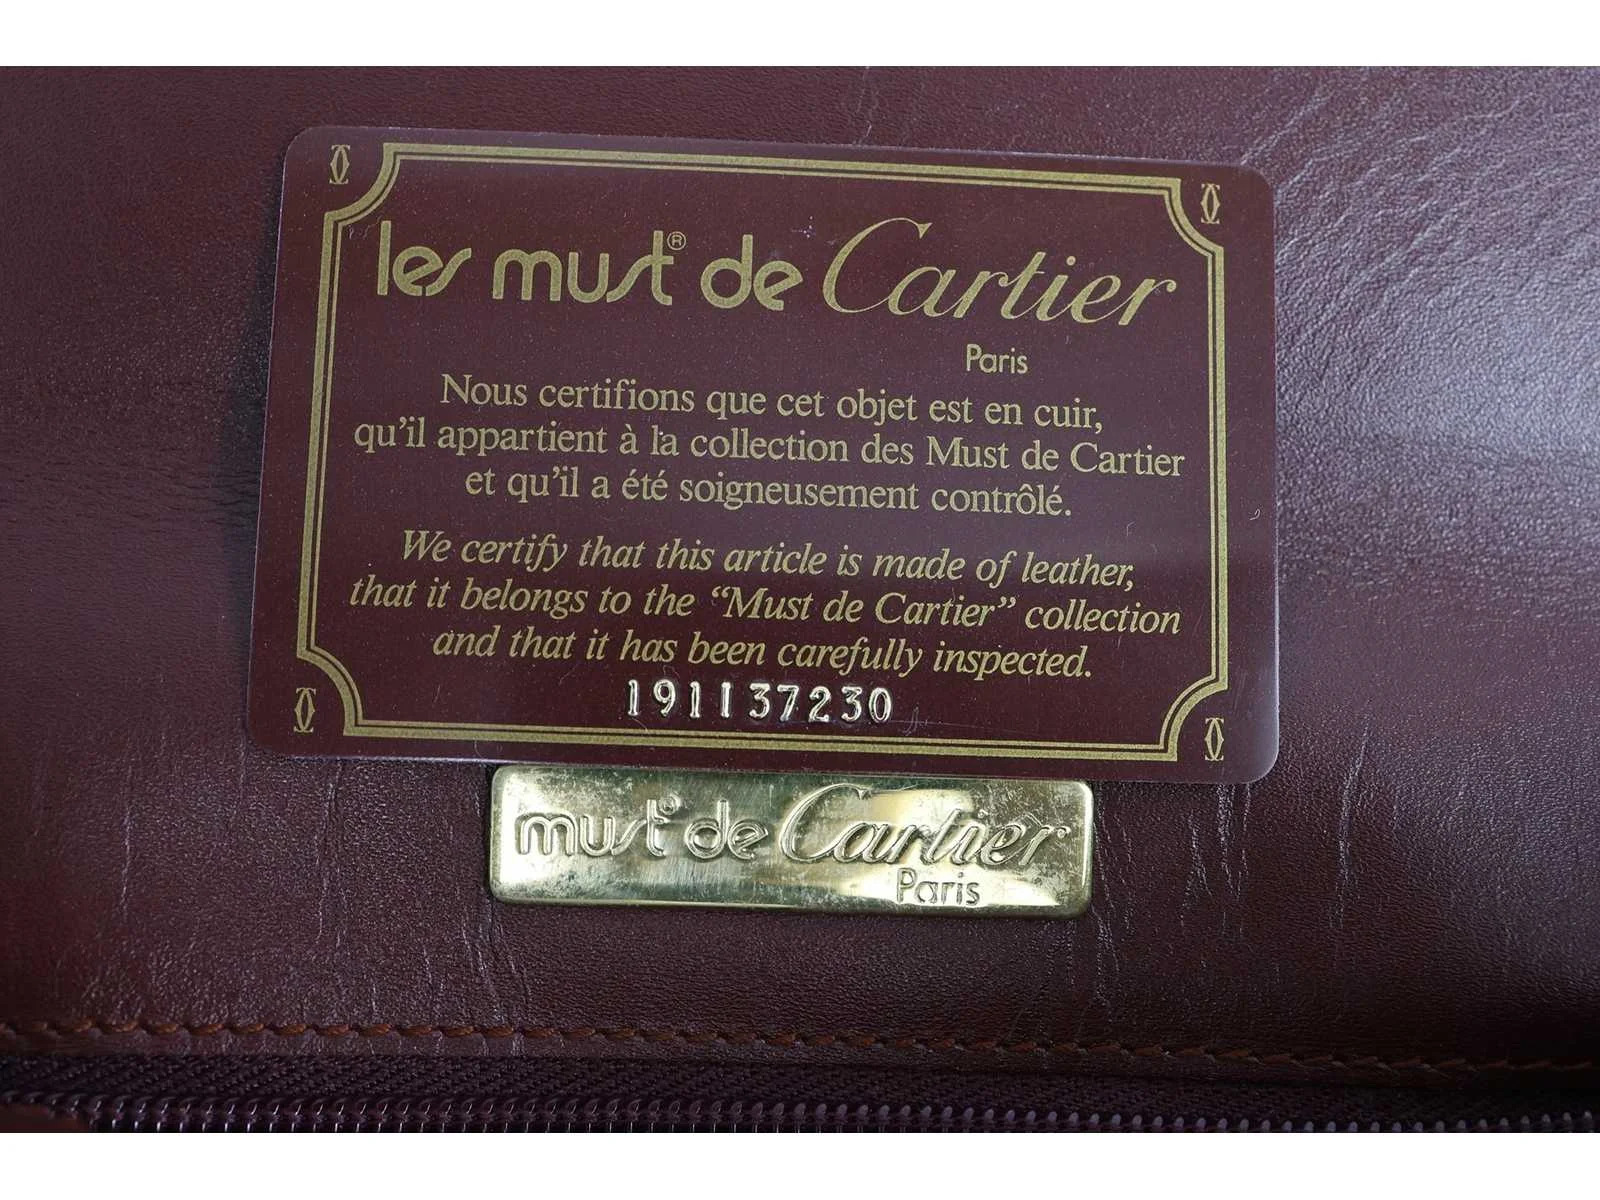 les must® de Cartier
Paris
Nous certifions que cet objet est en cuir,
qu'il appartient à la collection des Must de Cartier
et qu'il a été soigneusement contrôlé.
We certify that this article is made of leather,
that it belongs to the “Must de Cartier” collection
and that it has been carefully inspected.
191137230
must® de Cartier
Paris